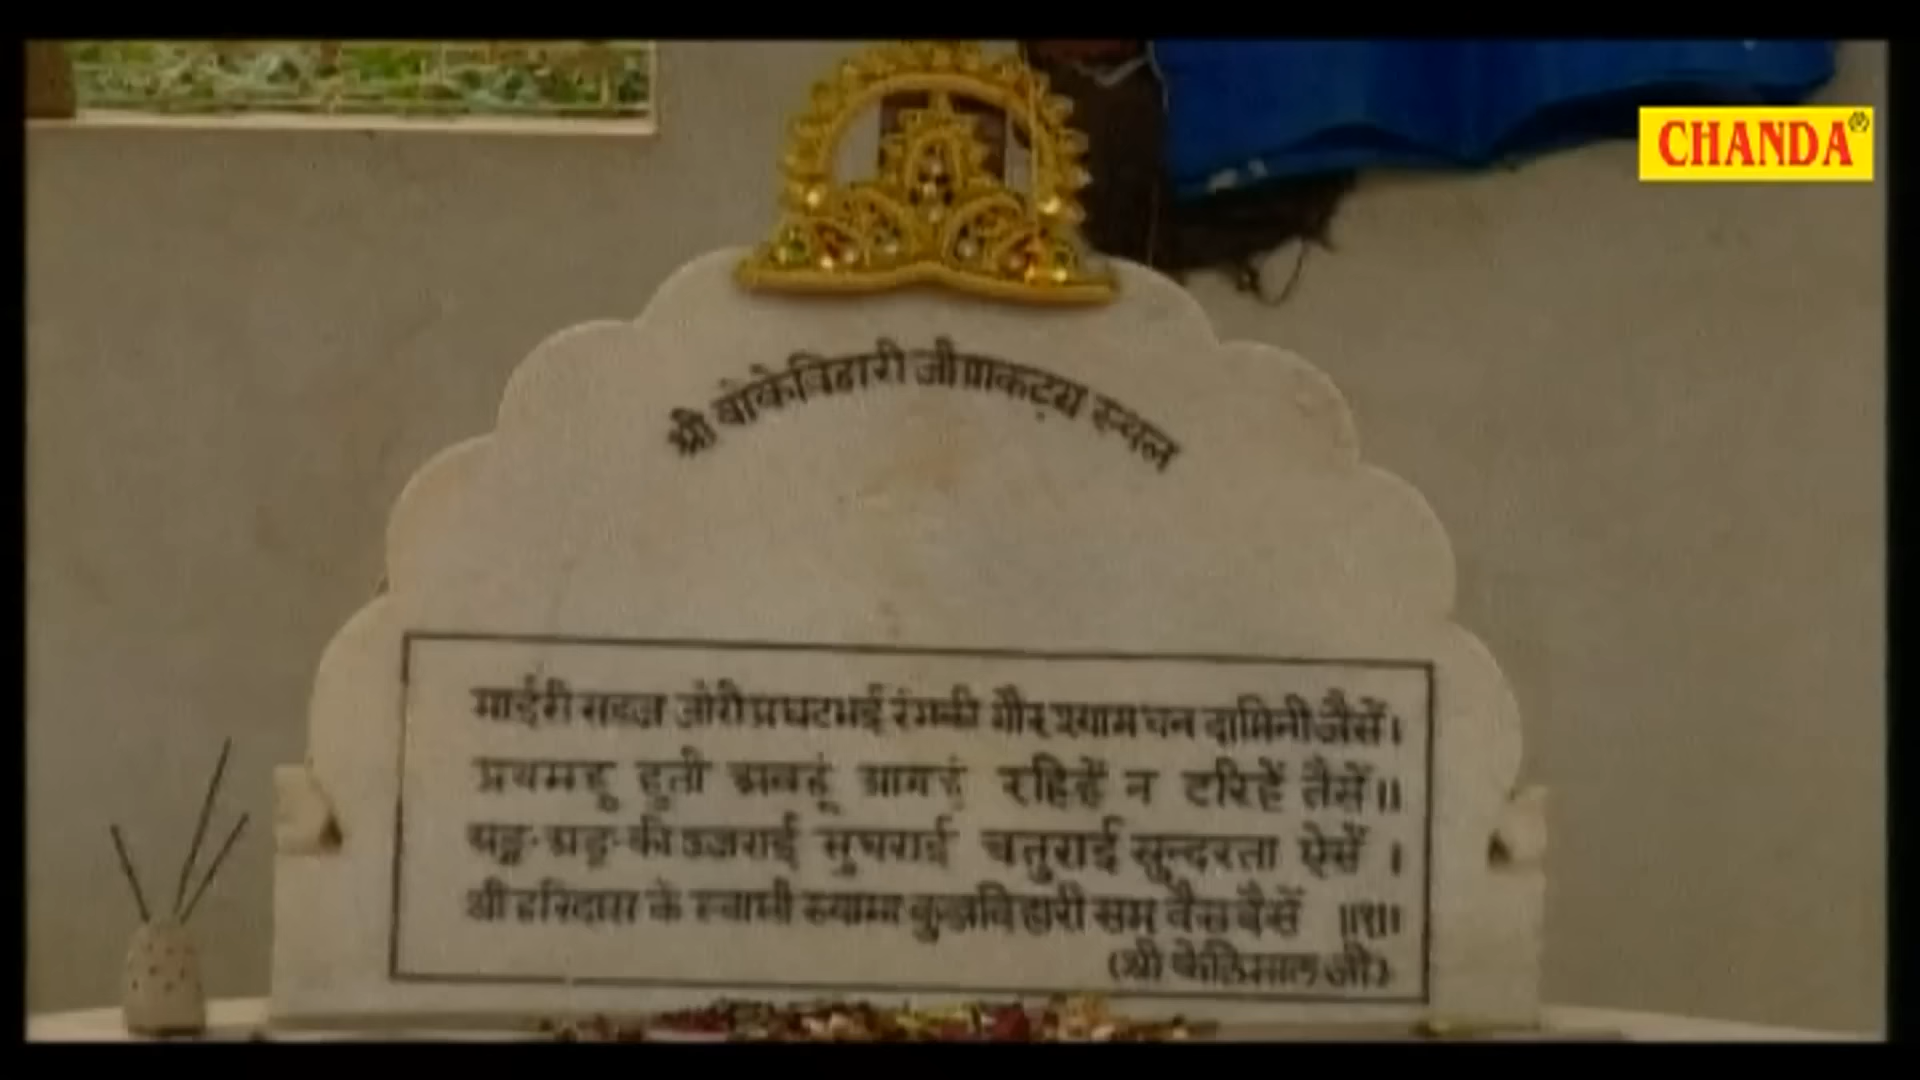 CHANDA
श्री बांकेबिहारी जी प्राकट्य स्थल
माईरी सहज जोरी प्रघट भई रंगकी गौर श्याम घन दामिनी जैसें।
प्रथमहू हुती अबहूं आगहूं रहिहें न टरिहें तैसें॥
अङ्ग-अङ्ग-की उजराई सुघराई चतुराई सुन्दरता ऐसें ।
श्री हरिदास के स्वामी स्यामा कुञ्जविहारी सम वैस बैसें ॥१॥
(श्री केलिमाल जी)